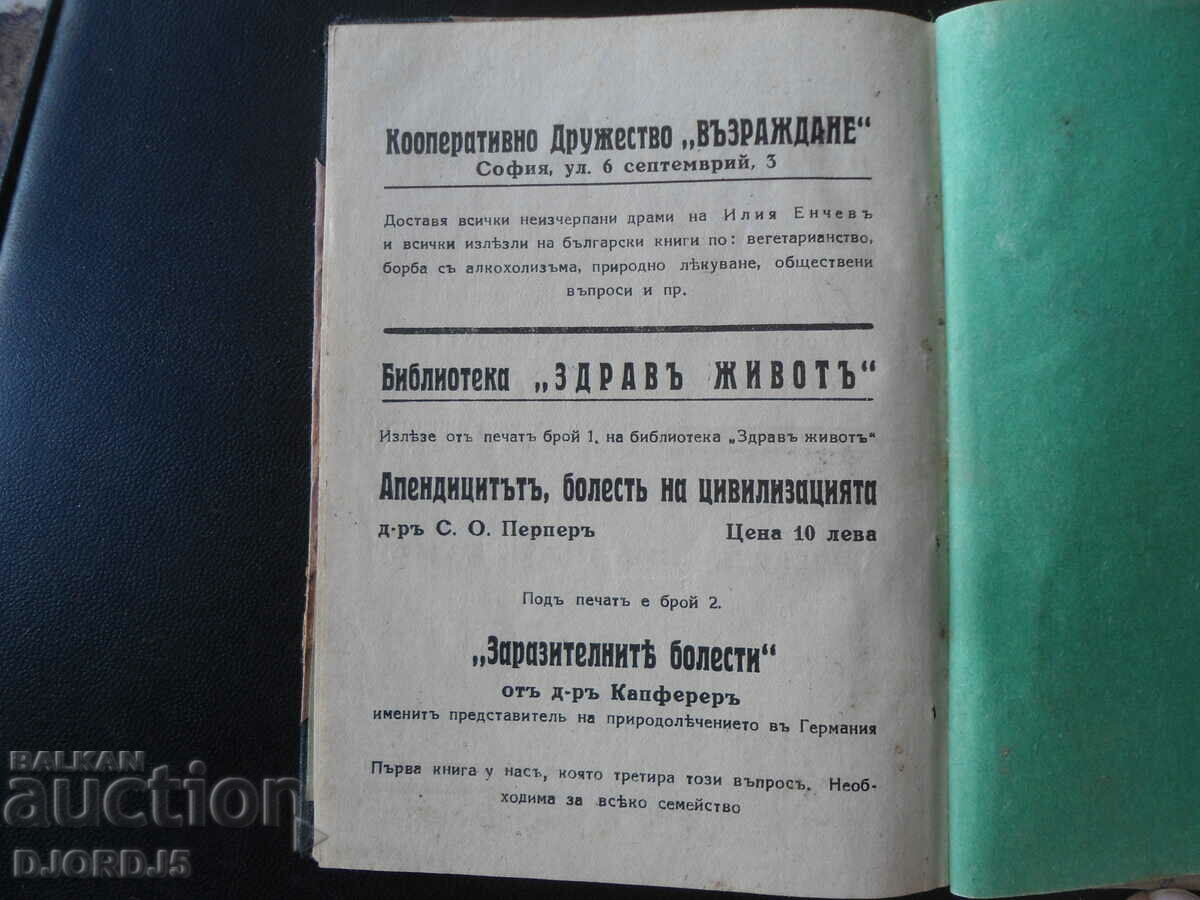 Кооперативно Дружество „ВЪЗРАЖДАНЕ“
София, ул. 6 септемврий, 3
Доставя всички неизчерпани драми на Илия Енчевъ
и всички излѣзли на български книги по: вегетарианство,
борба съ алкохолизъма, природно лѣкуване, обществени
въпроси и пр.
Библиотека „ЗДРАВЪ ЖИВОТЪ“
Излѣзе отъ печатъ брой 1. на библиотека „Здравъ животъ“
Апендицитътъ, болесть на цивилизацията
д-ръ С. О. Перперъ Цена 10 лева
Подъ печатъ е брой 2.
„Заразителнитѣ болести“
отъ д-ръ Капфереръ
именитъ представитель на природолѣчението въ Германия
Първа книга у насъ, която третира този въпросъ. Необ-
ходима за всѣко семейство
BALKAN
auction
DJORDJ5